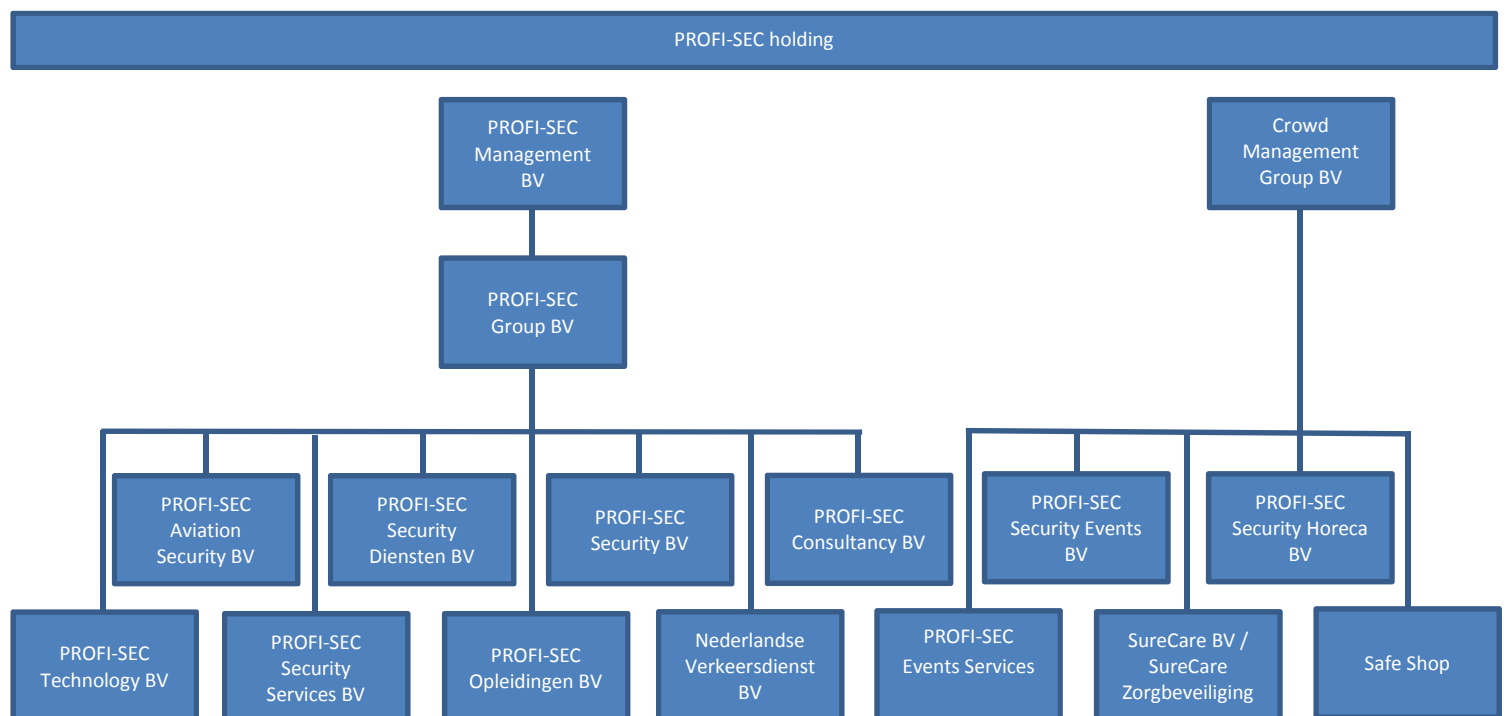 PROFI-SEC holding
PROFI-SEC
Management
BV
Crowd
Management
Group BV
PROFI-SEC
Group BV
PROFI-SEC
Aviation
Security BV
PROFI-SEC
Security
Diensten BV
PROFI-SEC
Security BV
PROFI-SEC
Consultancy BV
PROFI-SEC
Security Events
BV
PROFI-SEC
Security Horeca
BV
PROFI-SEC
Technology BV
PROFI-SEC
Security
Services BV
PROFI-SEC
Opleidingen BV
Nederlandse
Verkeersdienst
BV
PROFI-SEC
Events Services
SureCare BV /
SureCare
Zorgbeveiliging
Safe Shop